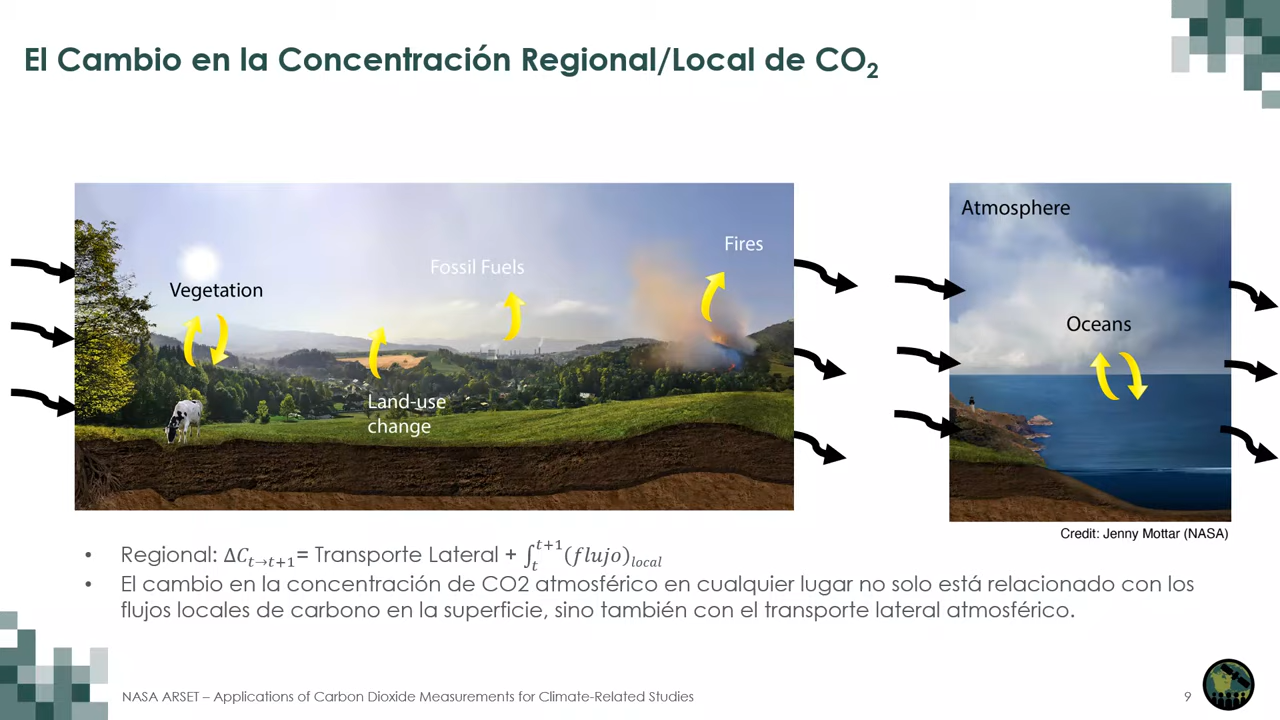 El Cambio en la Concentración Regional/Local de CO₂
Vegetation
Fossil Fuels
Fires
Land-use
change
Atmosphere
Oceans
Credit: Jenny Mottar (NASA)
• Regional: ΔC_{t→t+1}= Transporte Lateral + ∫_t^{t+1}(flujo)_{local}
• El cambio en la concentración de CO2 atmosférico en cualquier lugar no solo está relacionado con los
flujos locales de carbono en la superficie, sino también con el transporte lateral atmosférico.
NASA ARSET – Applications of Carbon Dioxide Measurements for Climate-Related Studies
9